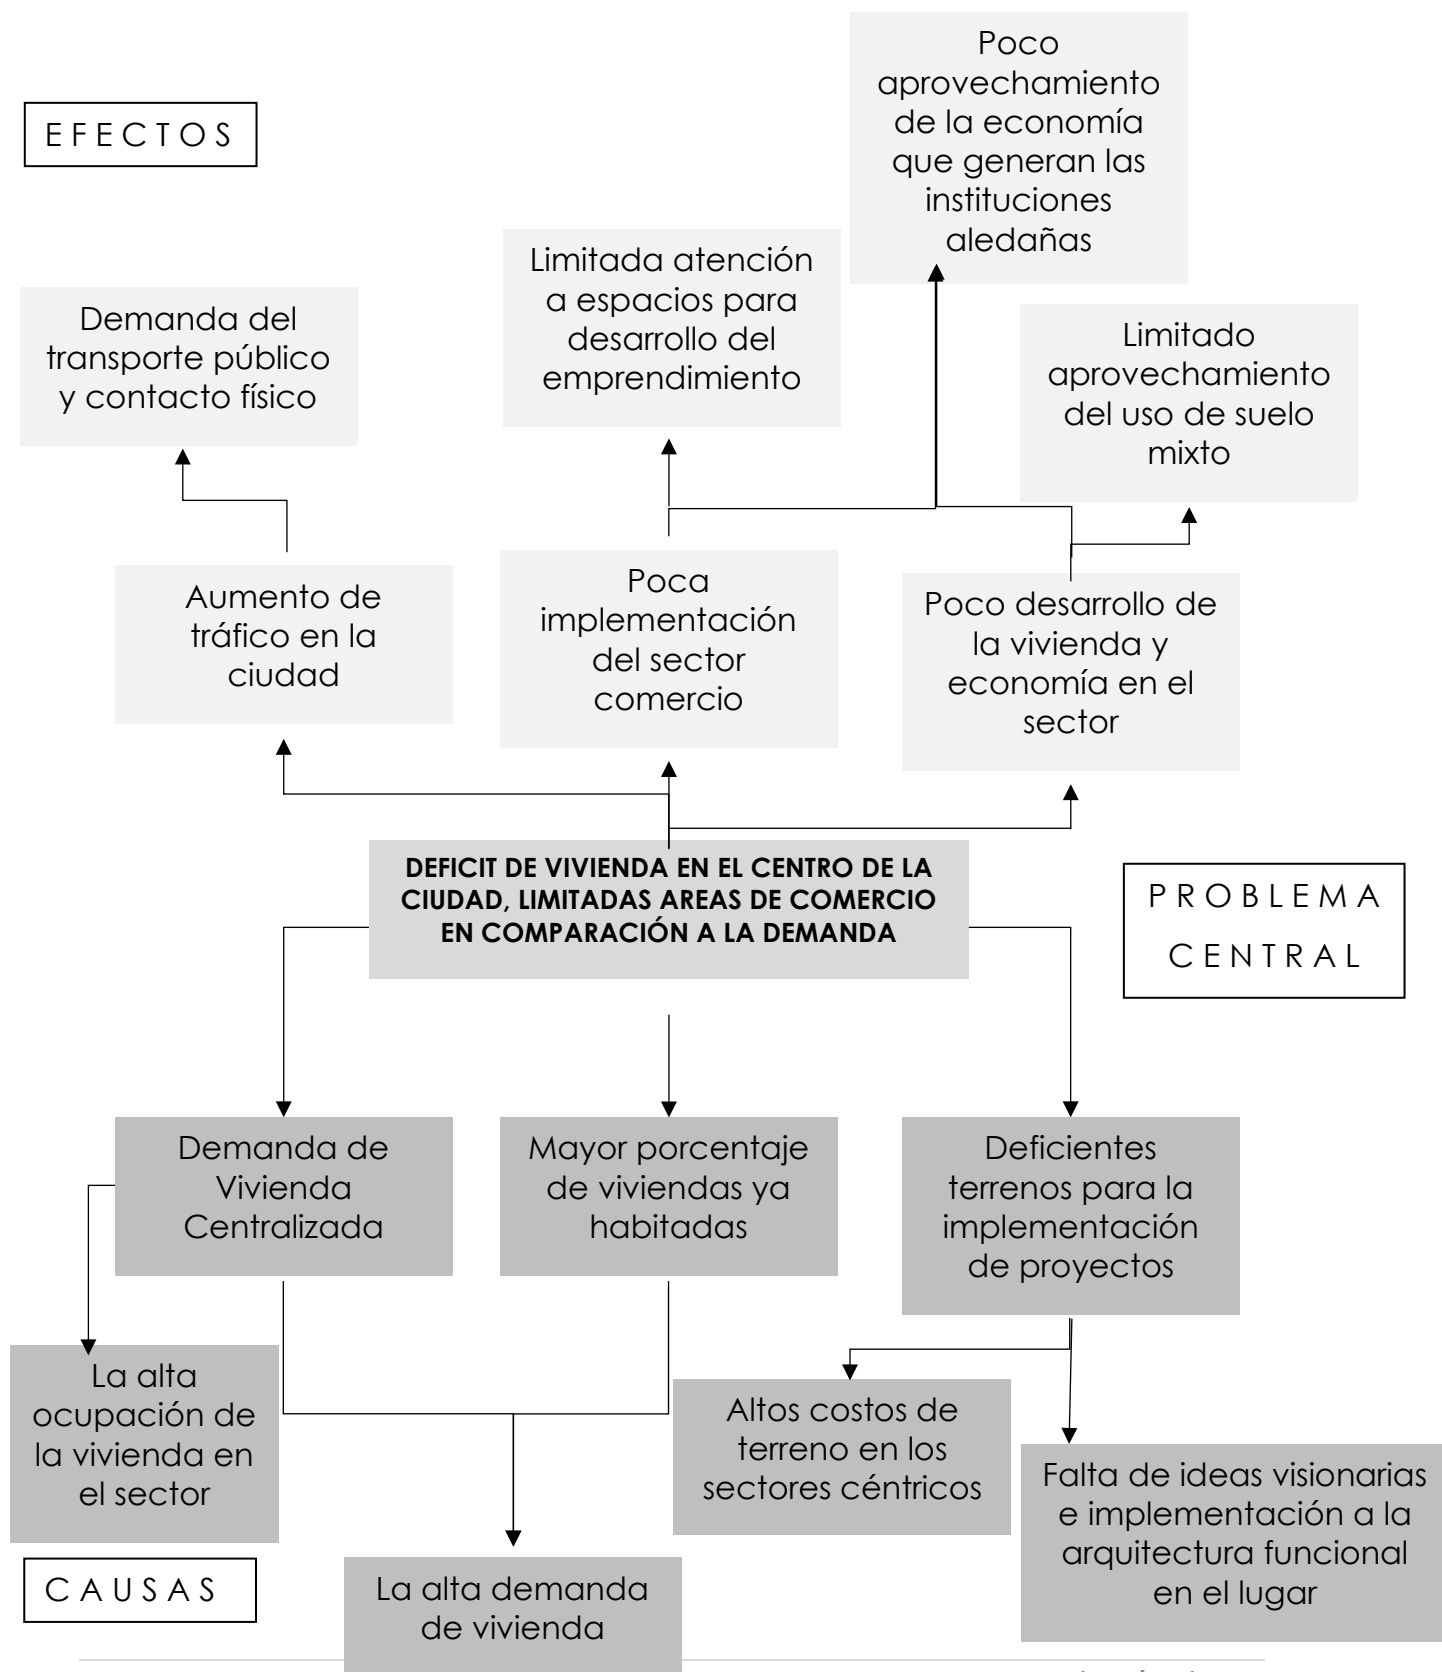 Poco
aprovechamiento
de la economía
que generan las
instituciones
aledañas
EFECTOS
Limitada atención
a espacios para
desarrollo del
emprendimiento
Demanda del
transporte público
y contacto físico
Limitado
aprovechamiento
del uso de suelo
mixto
Aumento de
tráfico en la
ciudad
Poca
implementación
del sector
comercio
Poco desarrollo de
la vivienda y
economía en el
sector
DEFICIT DE VIVIENDA EN EL CENTRO DE LA
CIUDAD, LIMITADAS AREAS DE COMERCIO
EN COMPARACIÓN A LA DEMANDA
PROBLEMA
CENTRAL
Demanda de
Vivienda
Centralizada
Mayor porcentaje
de viviendas ya
habitadas
Deficientes
terrenos para la
implementación
de proyectos
La alta
ocupación de
la vivienda en
el sector
Altos costos de
terreno en los
sectores céntricos
Falta de ideas visionarias
e implementación a la
arquitectura funcional
en el lugar
CAUSAS
La alta demanda
de vivienda